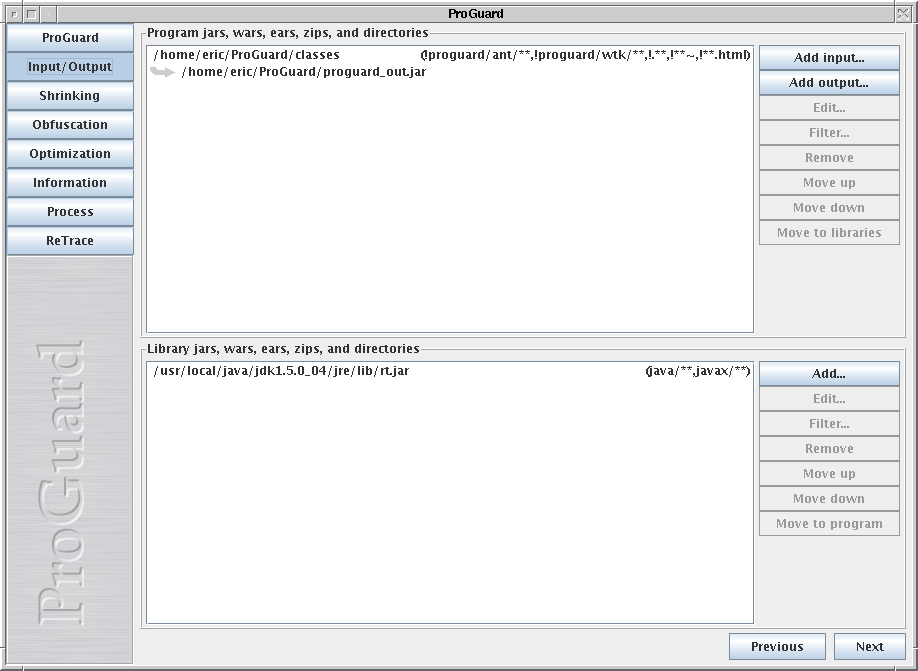 ProGuard
ProGuard
Input/Output
Shrinking
Obfuscation
Optimization
Information
Process
ReTrace
ProGuard
Program jars, wars, ears, zips, and directories
/home/eric/ProGuard/classes (!proguard/ant/**,!proguard/wtk/**,!.**,!**~,!**.html)
/home/eric/ProGuard/proguard_out.jar
Add input...
Add output...
Edit...
Filter...
Remove
Move up
Move down
Move to libraries
Library jars, wars, ears, zips, and directories
/usr/local/java/jdk1.5.0_04/jre/lib/rt.jar (java/**,javax/**)
Add...
Edit...
Filter...
Remove
Move up
Move down
Move to program
Previous
Next